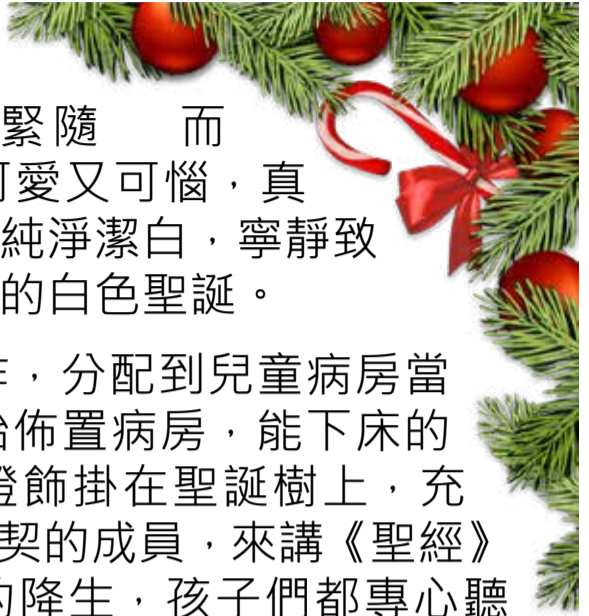 緊隨 而
可愛又可惱，真
純淨潔白，寧靜致
的白色聖誕。
，分配到兒童病房當
佈置病房，能下床的
燈飾掛在聖誕樹上，充
契的成員，來講《聖經》
的降生，孩子們都專心聽